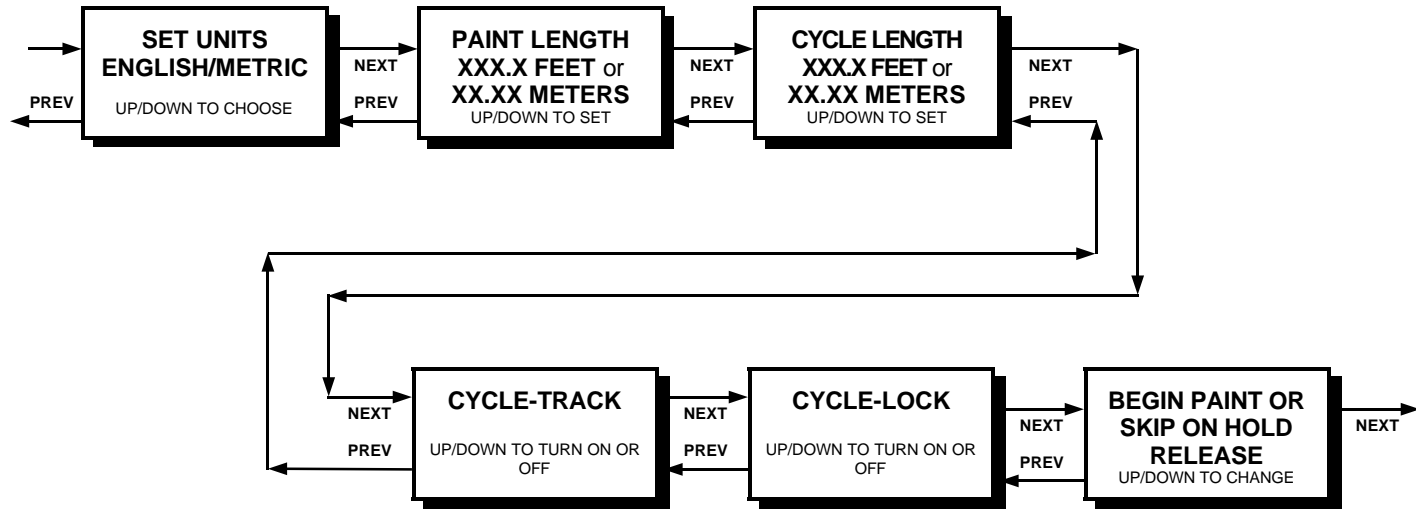 SET UNITS
ENGLISH/METRIC
UP/DOWN TO CHOOSE
PREV
NEXT
PREV
PAINT LENGTH
XXX.X FEET or
XX.XX METERS
UP/DOWN TO SET
NEXT
PREV
CYCLE LENGTH
XXX.X FEET or
XX.XX METERS
UP/DOWN TO SET
NEXT
PREV
NEXT
PREV
CYCLE-TRACK
UP/DOWN TO TURN ON OR
OFF
NEXT
PREV
CYCLE-LOCK
UP/DOWN TO TURN ON OR
OFF
NEXT
PREV
BEGIN PAINT OR
SKIP ON HOLD
RELEASE
UP/DOWN TO CHANGE
NEXT